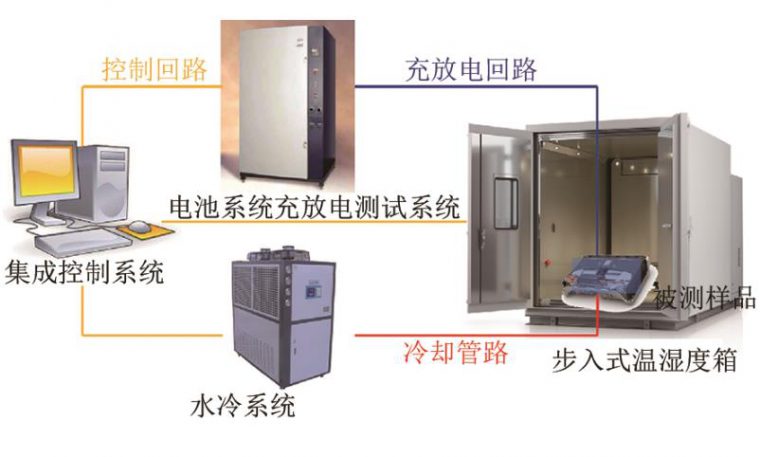 控制回路
充放电回路
电池系统充放电测试系统
集成控制系统
被测样品
冷却管路
步入式温湿度箱
水冷系统